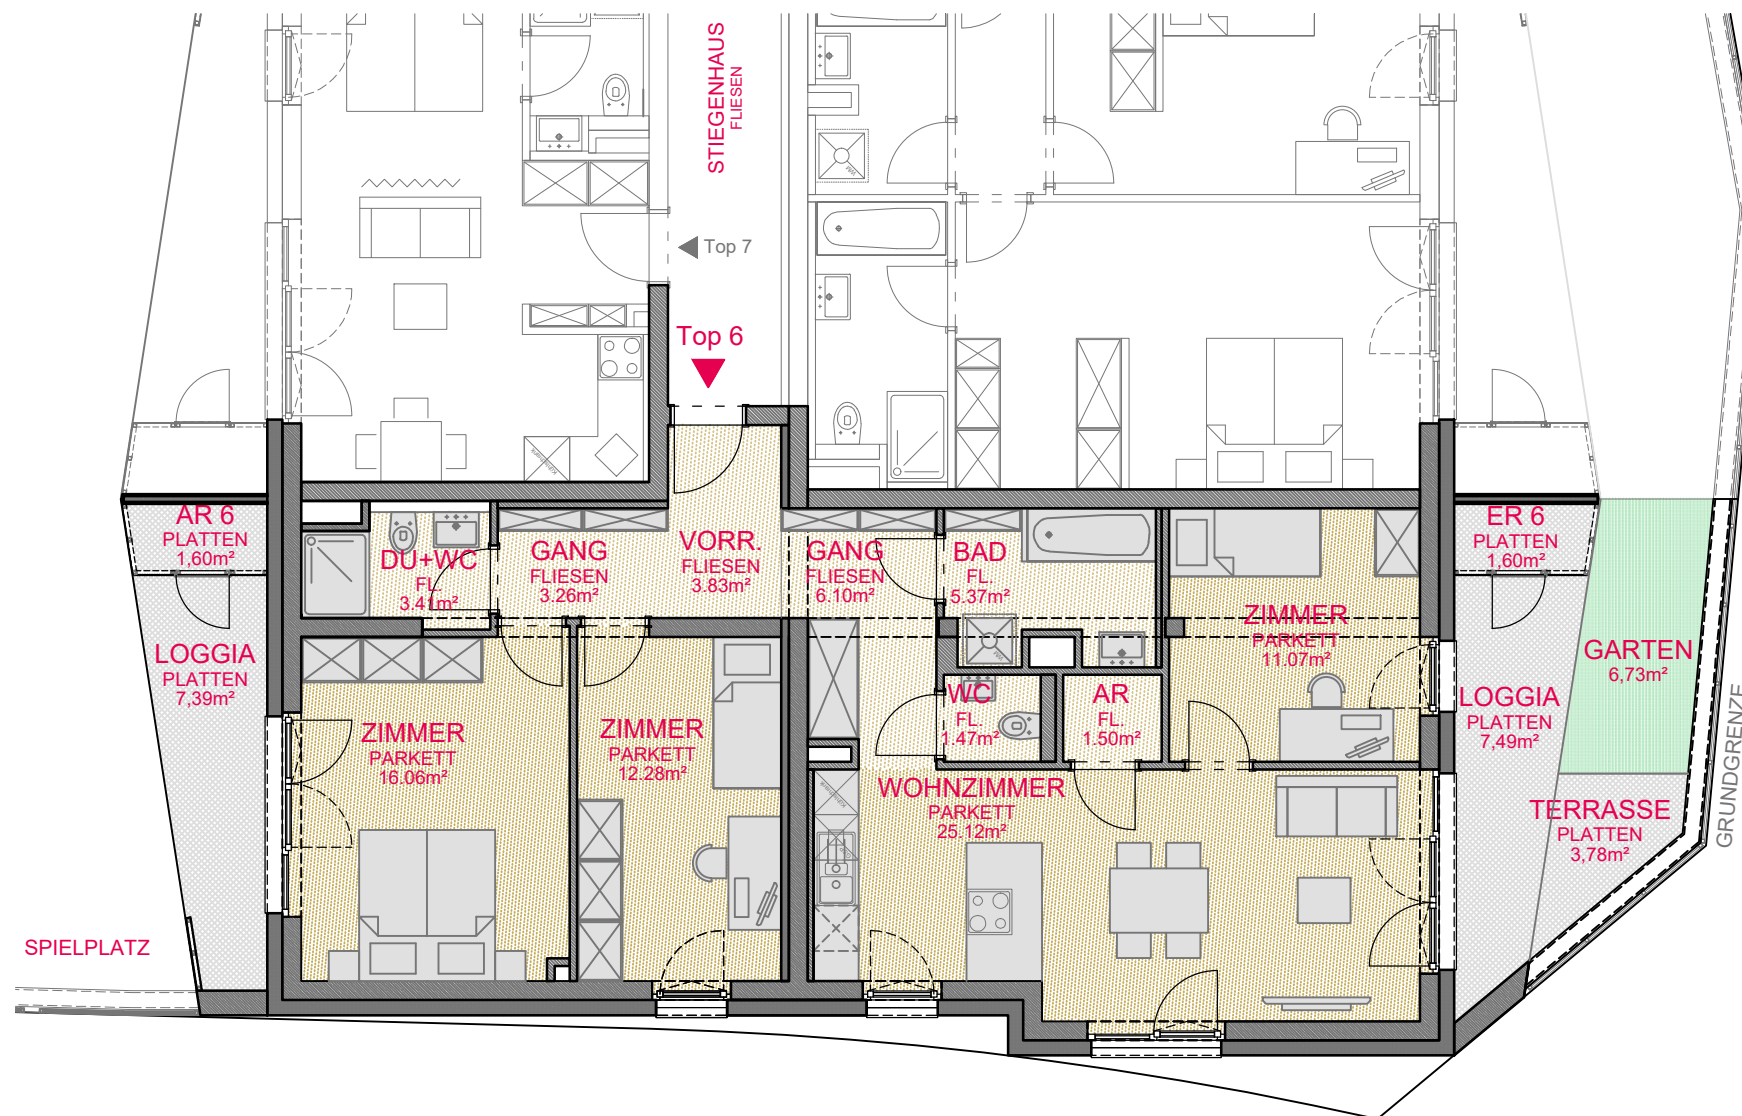 STIEGENHAUS
FLIESEN
Top 7
Top 6
AR 6
PLATTEN
1,60m²
DU+WC
FL.
3.41m²
GANG
FLIESEN
3.26m²
VORR.
FLIESEN
3.83m²
GANG
FLIESEN
6.10m²
BAD
FL.
5.37m²
ER 6
PLATTEN
1,60m²
ZIMMER
PARKETT
11.07m²
GARTEN
6,73m²
LOGGIA
PLATTEN
7,39m²
LOGGIA
PLATTEN
7,49m²
WC
FL.
1.47m²
AR
FL.
1.50m²
ZIMMER
PARKETT
16.06m²
ZIMMER
PARKETT
12.28m²
WOHNZIMMER
PARKETT
25.12m²
TERRASSE
PLATTEN
3,78m²
GRUNDGRENZE
SPIELPLATZ